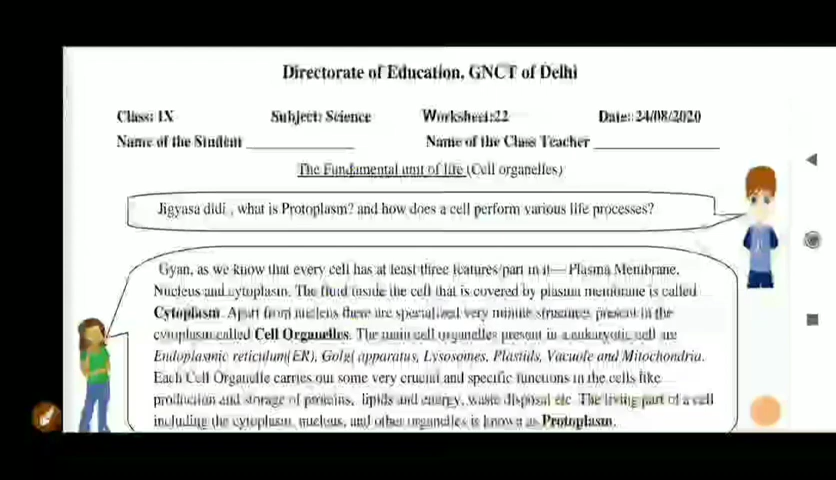 Directorate of Education, GNCT of Delhi
Class: IX Subject: Science Worksheet:22 Date: 24/08/2020
Name of the Student ____________ Name of the Class Teacher ____________
The Fundamental unit of life (Cell organelles)
Jigyasa didi , what is Protoplasm? and how does a cell perform various life processes?
Gyan, as we know that every cell has at least three features/part in it— Plasma Membrane,
Nucleus and cytoplasm. The fluid inside the cell that is covered by plasma membrane is called
Cytoplasm. Apart from nucleus there are specialized very minute structures present in the
cytoplasm called Cell Organelles. The main cell organelles present in a eukaryotic cell are
Endoplasmic reticulum(ER), Golgi apparatus, Lysosomes, Plastids, Vacuole and Mitochondria.
Each Cell Organelle carries out some very crucial and specific functions in the cells like
production and storage of proteins, lipids and energy, waste disposal etc. The living part of a cell
including the cytoplasm, nucleus, and other organelles is known as Protoplasm.